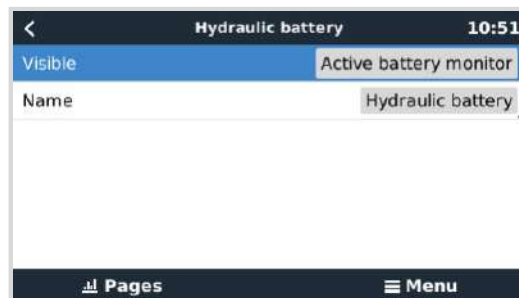 Hydraulic battery 10:51
Visible Active battery monitor
Name Hydraulic battery
Pages Menu